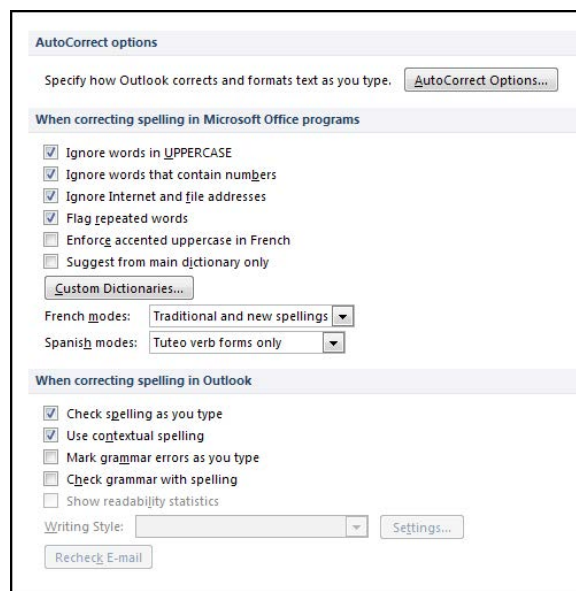 AutoCorrect options
Specify how Outlook corrects and formats text as you type. AutoCorrect Options...
When correcting spelling in Microsoft Office programs
Ignore words in UPPERCASE
Ignore words that contain numbers
Ignore Internet and file addresses
Flag repeated words
Enforce accented uppercase in French
Suggest from main dictionary only
Custom Dictionaries...
French modes: Traditional and new spellings
Spanish modes: Tuteo verb forms only
When correcting spelling in Outlook
Check spelling as you type
Use contextual spelling
Mark grammar errors as you type
Check grammar with spelling
Show readability statistics
Writing Style: Settings...
Recheck E-mail